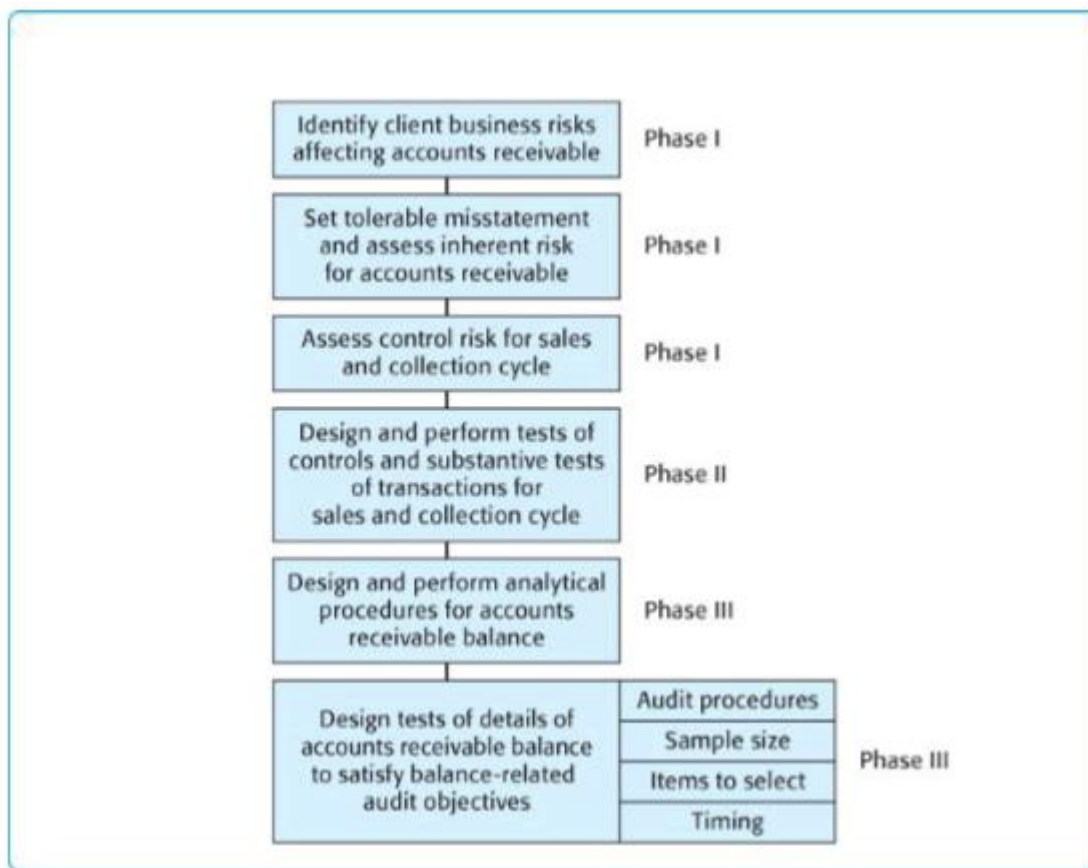 Identify client business risks
affecting accounts receivable
Phase I
Set tolerable misstatement
and assess inherent risk
for accounts receivable
Phase I
Assess control risk for sales
and collection cycle
Phase I
Design and perform tests of
controls and substantive tests
of transactions for
sales and collection cycle
Phase II
Design and perform analytical
procedures for accounts
receivable balance
Phase III
Design tests of details of
accounts receivable balance
to satisfy balance-related
audit objectives
Audit procedures
Sample size
Items to select
Timing
Phase III